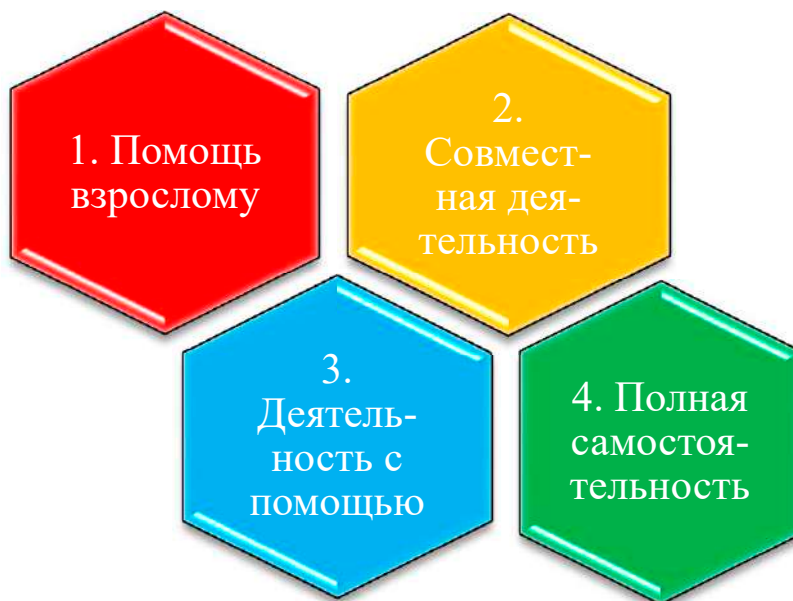 1. Помощь
взрослому
2.
Совмест-
ная дея-
тельность
3.
Деятель-
ность с
помощью
4. Полная
самостоя-
тельность